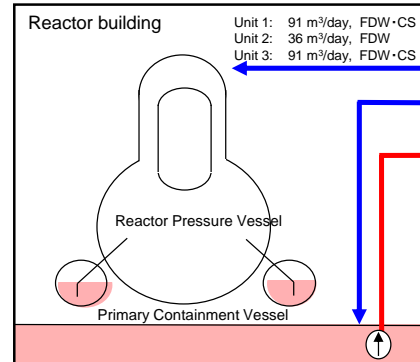 Reactor building
Unit 1: 91 m³/day, FDW・CS
Unit 2: 36 m³/day, FDW
Unit 3: 91 m³/day, FDW・CS
Reactor Pressure Vessel
Primary Containment Vessel